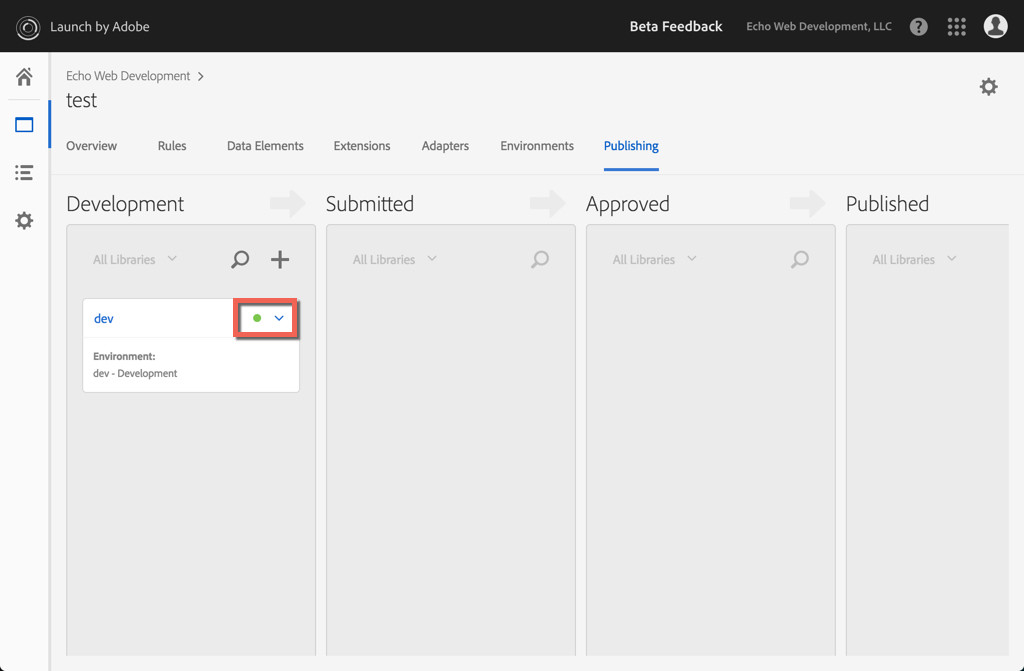 Launch by Adobe
Beta Feedback
Echo Web Development, LLC
?
Echo Web Development >
test
Overview
Rules
Data Elements
Extensions
Adapters
Environments
Publishing
Development
Submitted
Approved
Published
All Libraries
All Libraries
All Libraries
All Libraries
dev
Environment:
dev - Development